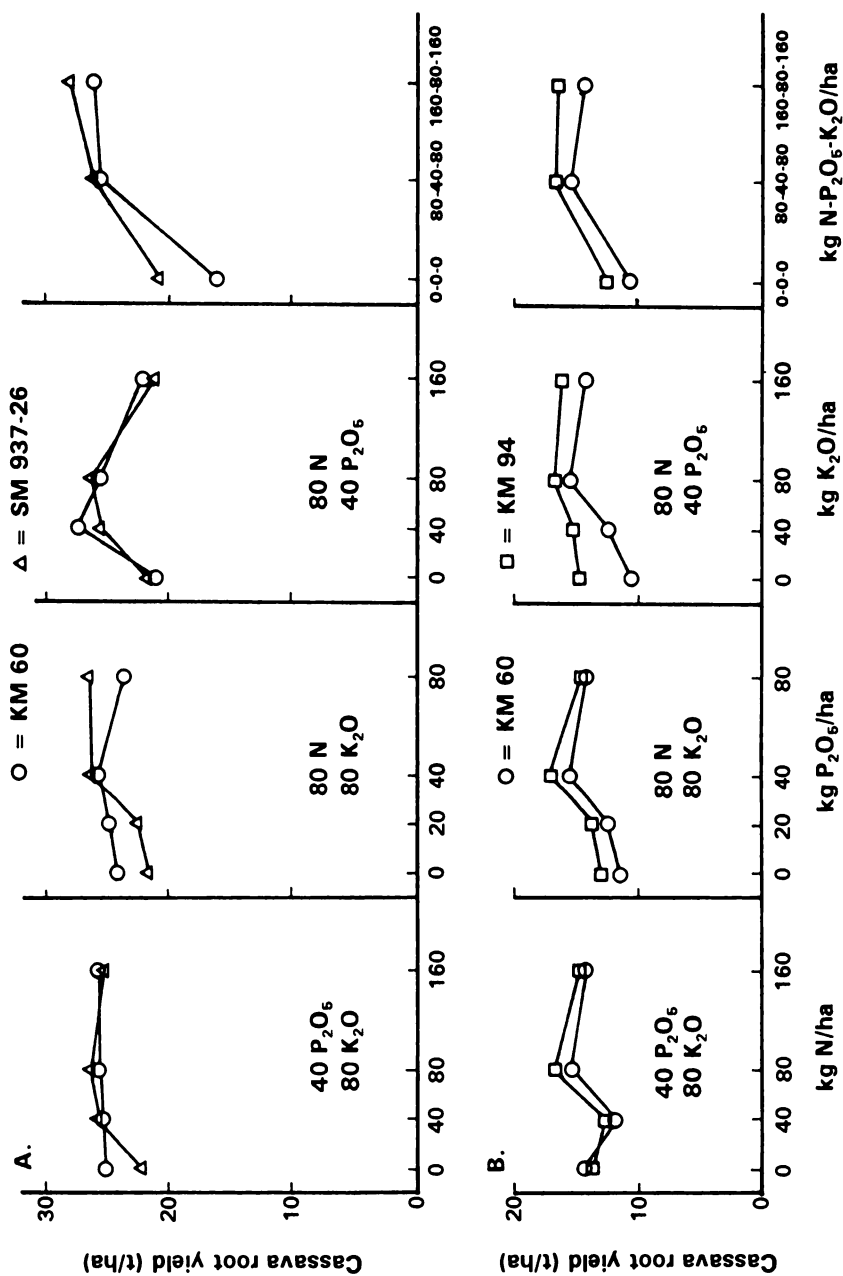 A.
○ = KM 60
△ = SM 937-26
Cassava root yield (t/ha)
30
20
10
0
40 P₂O₅
80 K₂O
80 N
80 K₂O
80 N
40 P₂O₅
0 40 80 160
0 20 40 80
0 40 80 160
0-0-0 80-40-80 160-80-160
B.
○ = KM 60
□ = KM 94
Cassava root yield (t/ha)
20
10
0
40 P₂O₅
80 K₂O
80 N
80 K₂O
80 N
40 P₂O₅
0 40 80 160
0 20 40 80
0 40 80 160
0-0-0 80-40-80 160-80-160
kg N/ha
kg P₂O₅/ha
kg K₂O/ha
kg N-P₂O₅-K₂O/ha